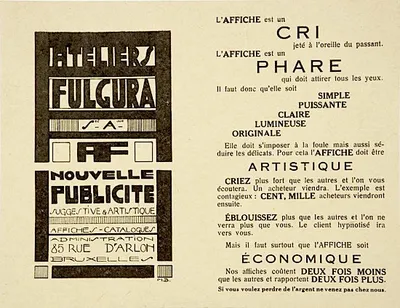 ATELIERS
FULGURA
S-A-
AF
NOUVELLE
PUBLICITE
SUGGESTIVE & ARTISTIQUE
AFFICHES-CATALOGUES
ADMINISTRATION
85 RUE D'ARLON
BRUXELLES
L'AFFICHE est un
CRI
jeté à l'oreille du passant.
L'AFFICHE est un
PHARE
qui doit attirer tous les yeux.
Il faut donc qu'elle soit
SIMPLE
PUISSANTE
CLAIRE
LUMINEUSE
ORIGINALE
Elle doit s'imposer à la foule mais aussi sé-
duire les délicats. Pour cela l'AFFICHE doit être
ARTISTIQUE
CRIEZ plus fort que les autres et l'on vous
écoutera. Un acheteur viendra. L'exemple est
contagieux : CENT, MILLE acheteurs viendront
ensuite.
ÉBLOUISSEZ plus que les autres et l'on ne
verra plus que vous. Le client hypnotisé ira
vers vous.
Mais il faut surtout que l'AFFICHE soit
ÉCONOMIQUE
Nos affiches coûtent DEUX FOIS MOINS
que les autres et rapportent DEUX FOIS PLUS.
Si vous voulez perdre de l'argent ne venez pas chez nous.